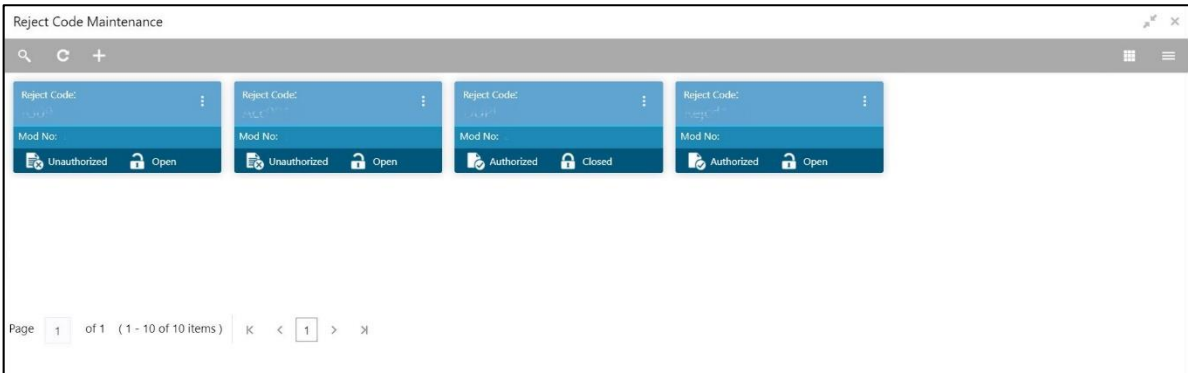 Reject Code Maintenance
Reject Code: Reject Code: Reject Code: Reject Code:
Mod No: Mod No: Mod No: Mod No:
Unauthorized Open Unauthorized Open Authorized Closed Authorized Open
Page 1 of 1 ( 1 - 10 of 10 items ) 1